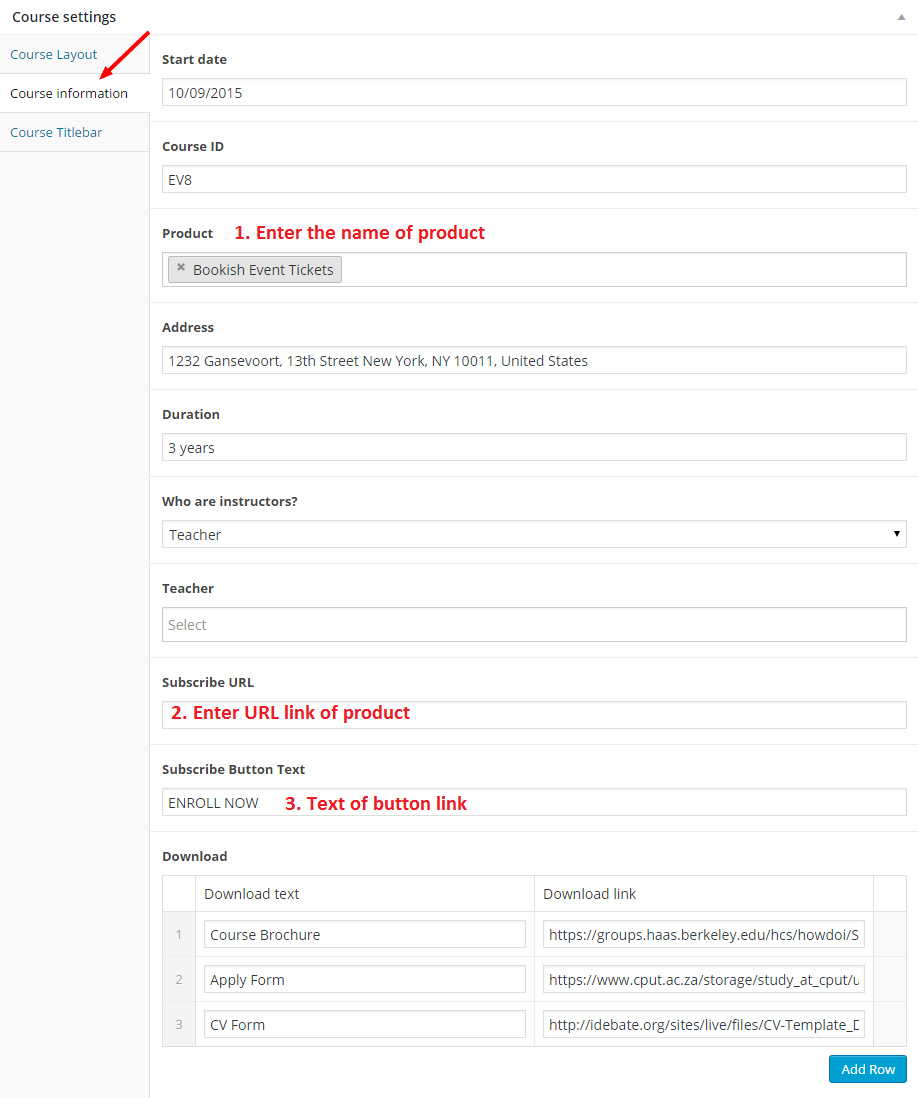 Course settings
Course Layout
Course information
Course Titlebar
Start date
10/09/2015
Course ID
EV8
Product 1. Enter the name of product
× Bookish Event Tickets
Address
1232 Gansevoort, 13th Street New York, NY 10011, United States
Duration
3 years
Who are instructors?
Teacher
Teacher
Select
Subscribe URL
2. Enter URL link of product
Subscribe Button Text
ENROLL NOW 3. Text of button link
Download
Download text Download link
1 Course Brochure https://groups.haas.berkeley.edu/hcs/howdoi/S
2 Apply Form https://www.cput.ac.za/storage/study_at_cput/u
3 CV Form http://idebate.org/sites/live/files/CV-Template_D
Add Row